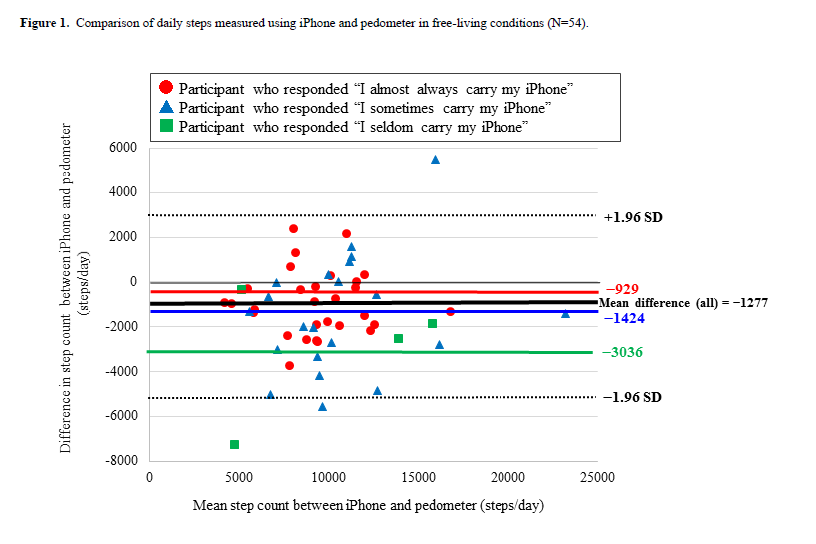 Figure 1. Comparison of daily steps measured using iPhone and pedometer in free-living conditions (N=54).
Participant who responded “I almost always carry my iPhone”
Participant who responded “I sometimes carry my iPhone”
Participant who responded “I seldom carry my iPhone”
Difference in step count between iPhone and pedometer
(steps/day)
6000
4000
2000
0
-2000
-4000
-6000
-8000
+1.96 SD
−929
Mean difference (all) = −1277
−1424
−3036
−1.96 SD
0
5000
10000
15000
20000
25000
Mean step count between iPhone and pedometer (steps/day)